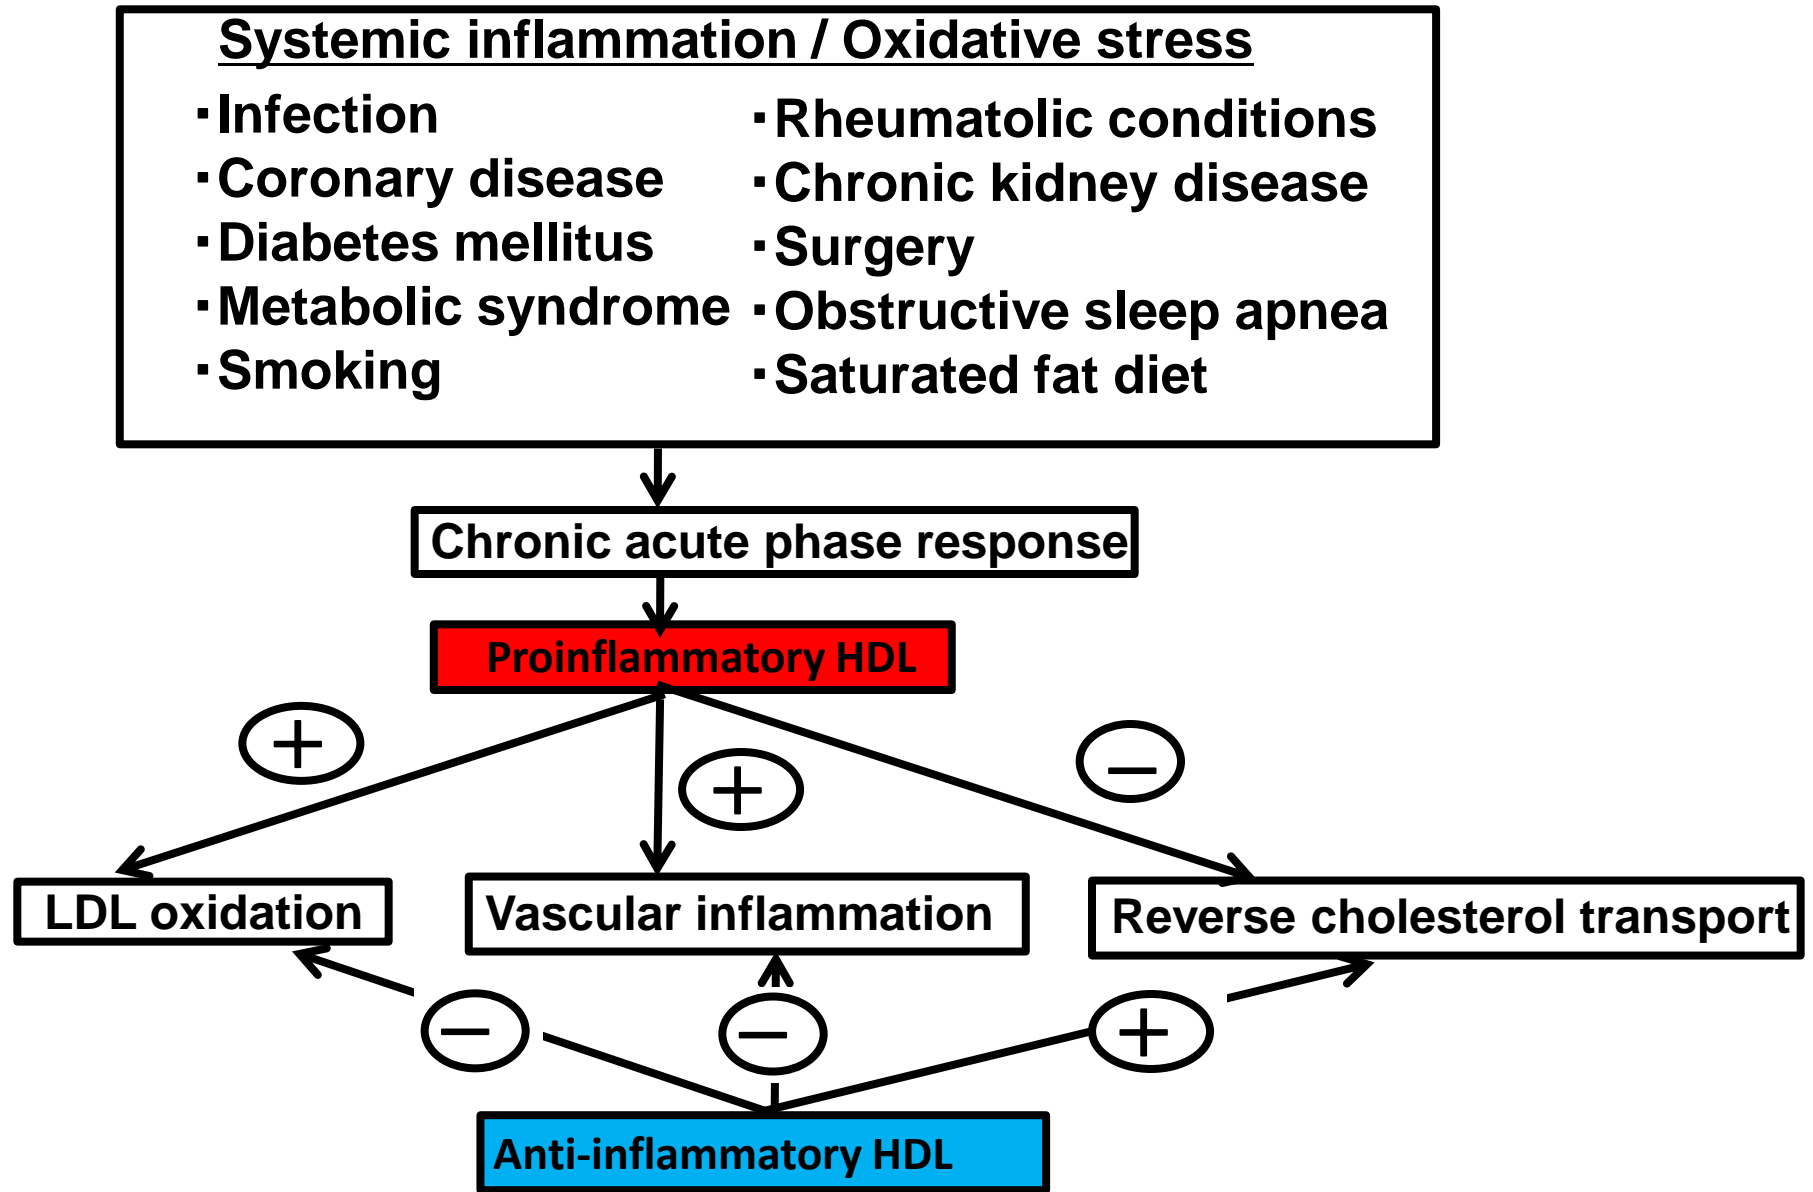 Systemic inflammation / Oxidative stress
・Infection
・Coronary disease
・Diabetes mellitus
・Metabolic syndrome
・Smoking
・Rheumatolic conditions
・Chronic kidney disease
・Surgery
・Obstructive sleep apnea
・Saturated fat diet
Chronic acute phase response
Proinflammatory HDL
+
+
−
LDL oxidation
Vascular inflammation
Reverse cholesterol transport
−
−
+
Anti-inflammatory HDL